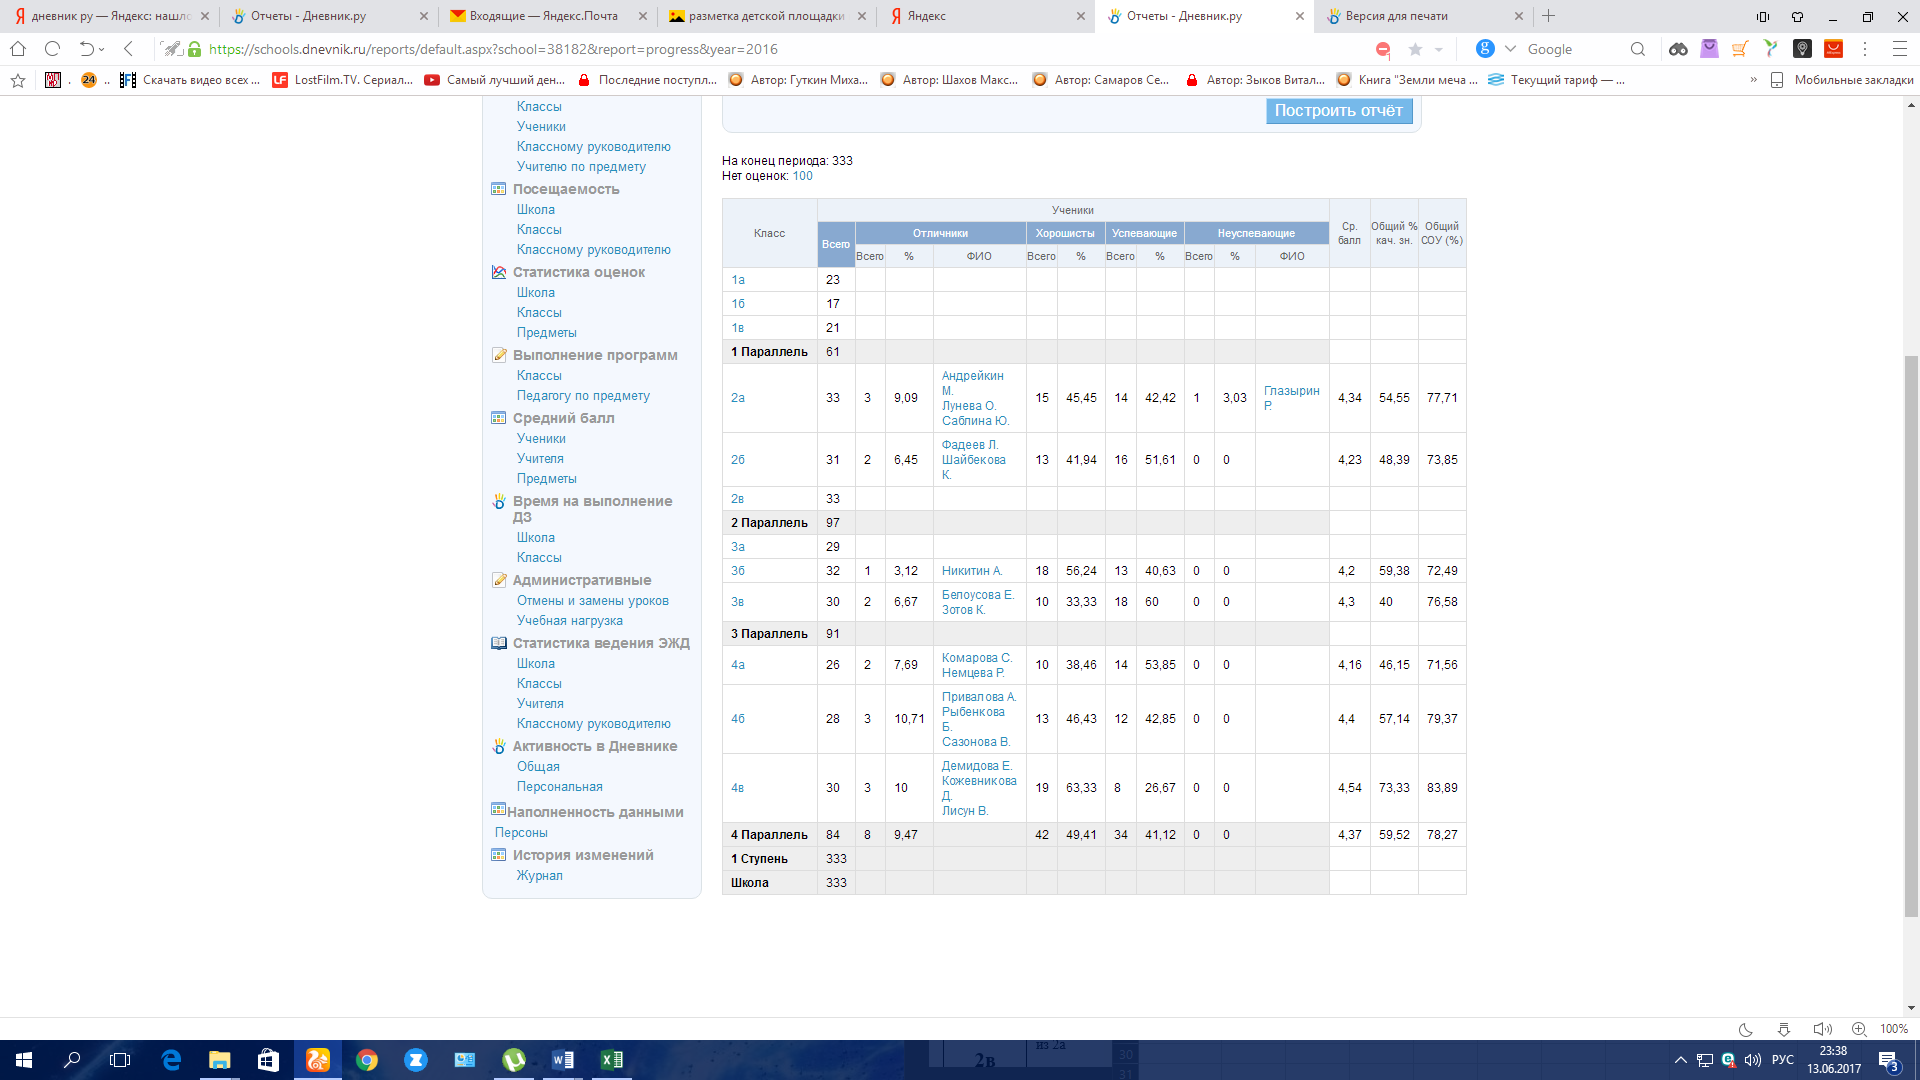 дневник ру — Яндекс: нашло
Отчеты - Дневник.ру
Входящие — Яндекс.Почта
разметка детской площадки
Яндекс
Отчеты - Дневник.ру
Версия для печати
https://schools.dnevnik.ru/reports/default.aspx?school=38182&report=progress&year=2016
Google
24
Скачать видео всех ...
LostFilm.TV. Сериал...
Самый лучший ден...
Последние поступл...
Автор: Гуткин Миха...
Автор: Шахов Макс...
Автор: Самаров Се...
Автор: Зыков Витал...
Книга "Земли меча ...
Текущий тариф — ...
»
Мобильные закладки
Классы
Ученики
Классному руководителю
Учителю по предмету
Посещаемость
Школа
Классы
Классному руководителю
Статистика оценок
Школа
Классы
Предметы
Выполнение программ
Классы
Педагогу по предмету
Средний балл
Ученики
Учителя
Предметы
Время на выполнение
ДЗ
Школа
Классы
Административные
Отмены и замены уроков
Учебная нагрузка
Статистика ведения ЭЖД
Школа
Классы
Учителя
Классному руководителю
Активность в Дневнике
Общая
Персональная
Наполненность данными
Персоны
История изменений
Журнал
Построить отчёт
На конец периода: 333
Нет оценок: 100
Класс Ученики Ср. балл Общий % кач. зн. Общий СОУ (%)
Всего Отличники Хорошисты Успевающие Неуспевающие
Всего % ФИО Всего % Всего % Всего % ФИО
1а 23
1б 17
1в 21
1 Параллель 61
2а 33 3 9,09 Андрейкин М. Лунева О. Саблина Ю. 15 45,45 14 42,42 1 3,03 Глазырин Р. 4,34 54,55 77,71
2б 31 2 6,45 Фадеев Л. Шайбекова К. 13 41,94 16 51,61 0 0 4,23 48,39 73,85
2в 33
2 Параллель 97
3а 29
3б 32 1 3,12 Никитин А. 18 56,24 13 40,63 0 0 4,2 59,38 72,49
3в 30 2 6,67 Белоусова Е. Зотов К. 10 33,33 18 60 0 0 4,3 40 76,58
3 Параллель 91
4а 26 2 7,69 Комарова С. Немцева Р. 10 38,46 14 53,85 0 0 4,16 46,15 71,56
4б 28 3 10,71 Привалова А. Рыбенкова Б. Сазонова В. 13 46,43 12 42,85 0 0 4,4 57,14 79,37
4в 30 3 10 Демидова Е. Кожевникова Д. Лисун В. 19 63,33 8 26,67 0 0 4,54 73,33 83,89
4 Параллель 84 8 9,47 42 49,41 34 41,12 0 0 4,37 59,52 78,27
1 Ступень 333
Школа 333
100%
2в
из 2а
30
31
РУС
23:38
13.06.2017
3